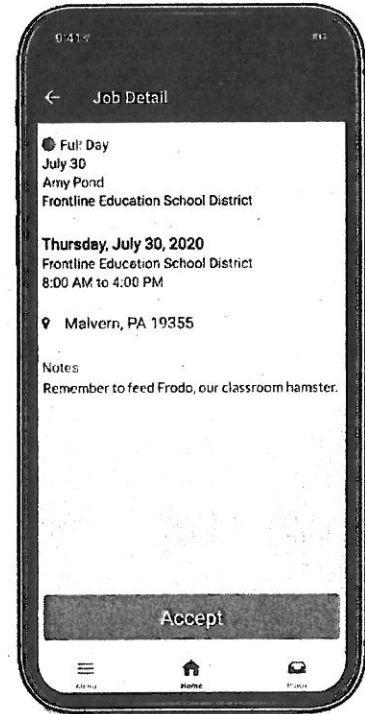 9:41
Job Detail
Full Day
July 30
Amy Pond
Frontline Education School District
Thursday, July 30, 2020
Frontline Education School District
8:00 AM to 4:00 PM
Malvern, PA 19355
Notes
Remember to feed Frodo, our classroom hamster.
Accept
Menu
Home